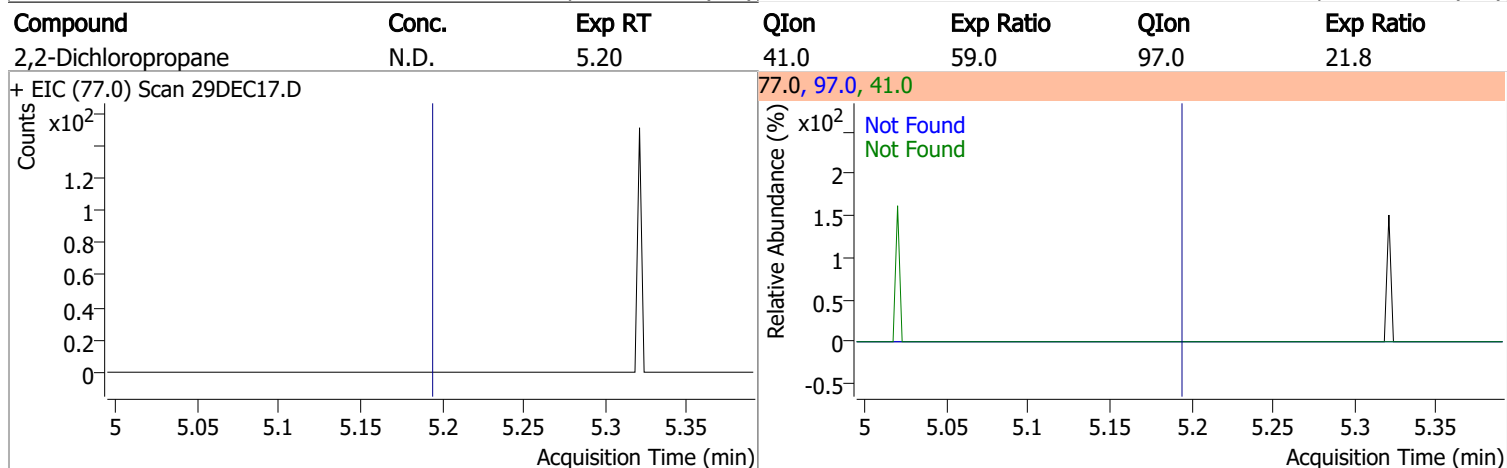 Compound Conc. Exp RT QIon Exp Ratio QIon Exp Ratio
2,2-Dichloropropane N.D. 5.20 41.0 59.0 97.0 21.8
+ EIC (77.0) Scan 29DEC17.D
Counts
x10²
1.2
1
0.8
0.6
0.4
0.2
0
5 5.05 5.1 5.15 5.2 5.25 5.3 5.35
Acquisition Time (min)
77.0, 97.0, 41.0
Relative Abundance (%)
x10²
Not Found
Not Found
2
1.5
1
0.5
0
-0.5
5 5.05 5.1 5.15 5.2 5.25 5.3 5.35
Acquisition Time (min)